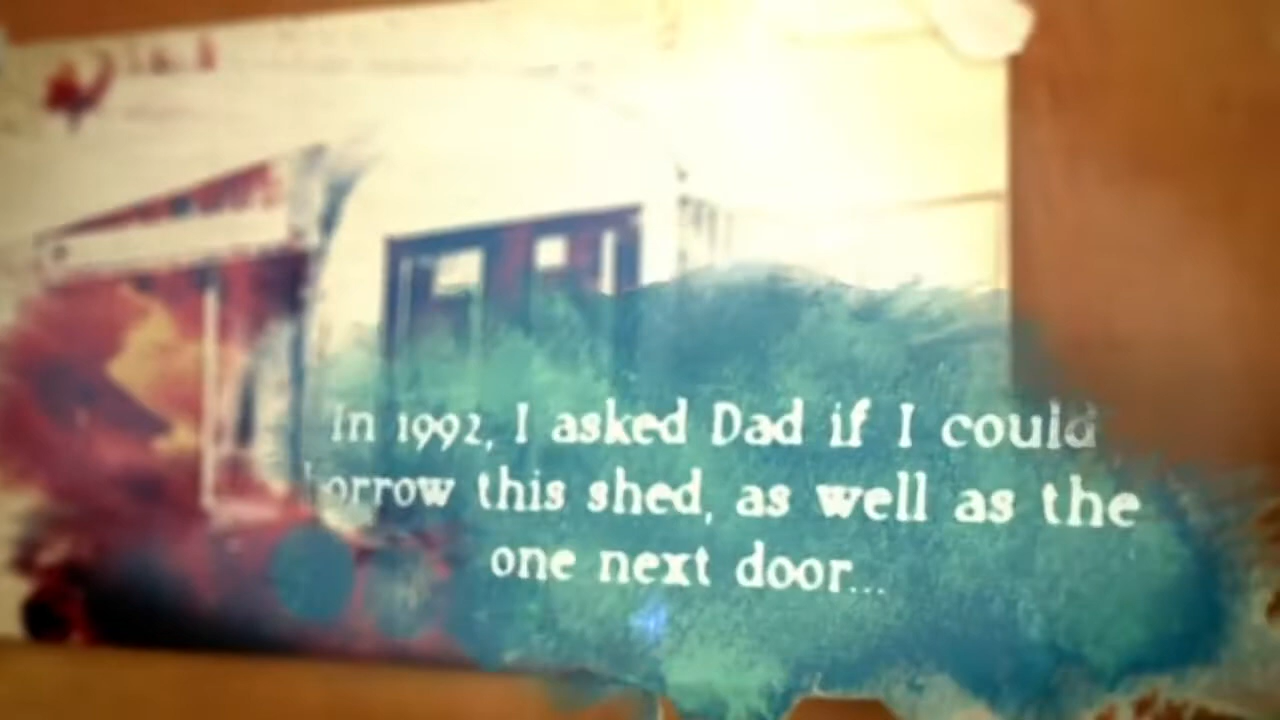 In 1992, I asked Dad if I could
borrow this shed, as well as the
one next door...